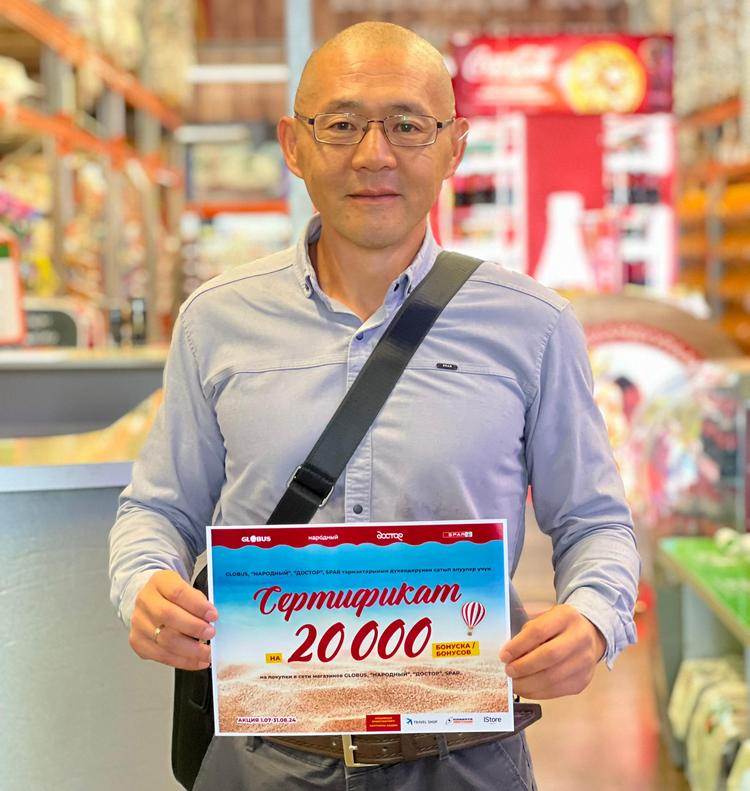 Coca-Cola
GLOBUS народный ДОСТОР SPAR
GLOBUS, "НАРОДНЫЙ", "ДОСТОР", SPAR тармактарынын дүкөндөрүнөн сатып алуулар үчүн
Сертификат
НА 20 000 БОНУСКА / БОНУСОВ
на покупки в сети магазинов GLOBUS, "НАРОДНЫЙ", "ДОСТОР", SPAR.
АКЦИЯ 1.07-31.08.24
TRAVEL SHOP
iStore